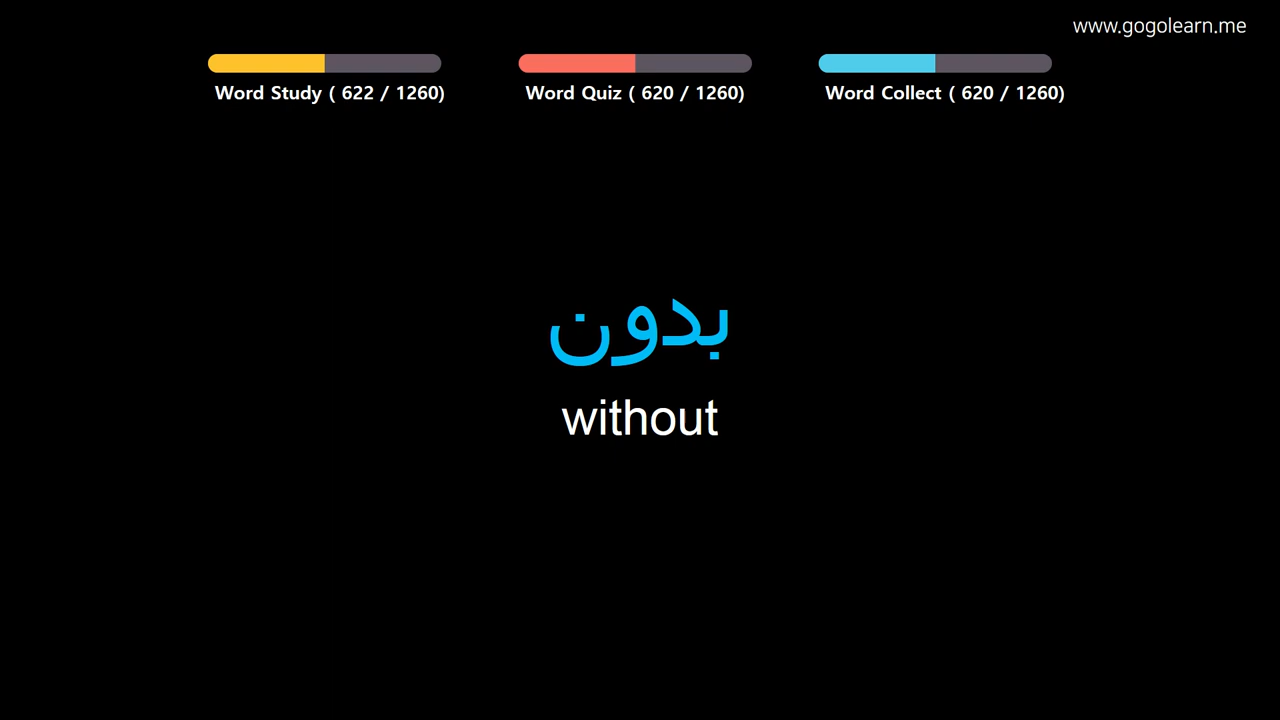 www.gogolearn.me
Word Study ( 622 / 1260)
Word Quiz ( 620 / 1260)
Word Collect ( 620 / 1260)
بدون
without